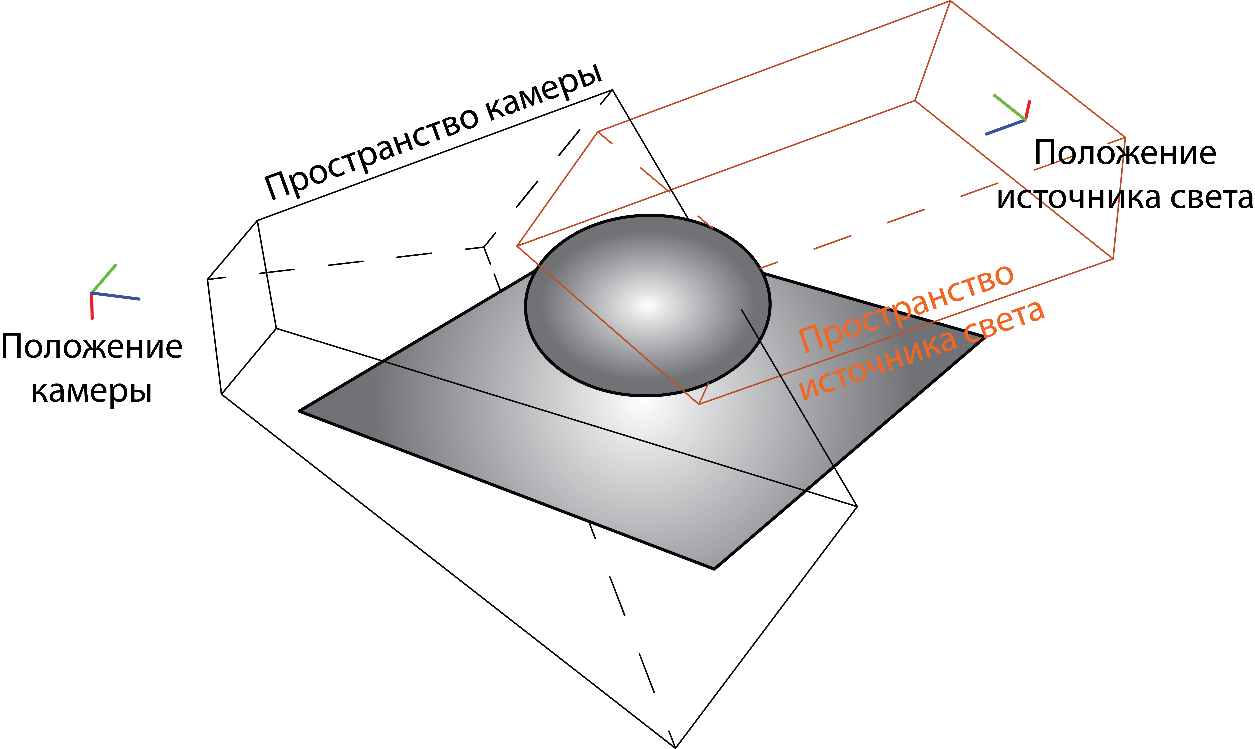 Пространство камеры
Положение
источника света
Положение
камеры
Пространство
источника света